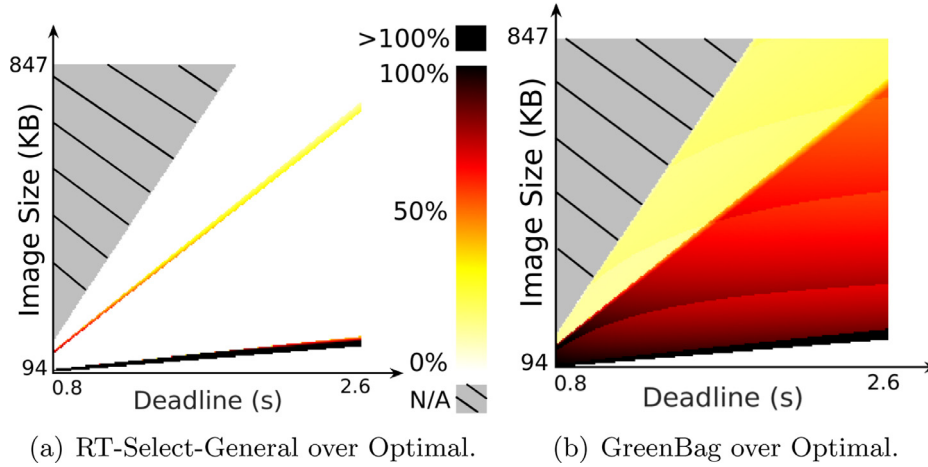 >100%
847
100%
Image Size (KB)
50%
0%
94
0.8
2.6
Deadline (s)
N/A
847
Image Size (KB)
94
0.8
2.6
Deadline (s)
(a) RT-Select-General over Optimal.
(b) GreenBag over Optimal.